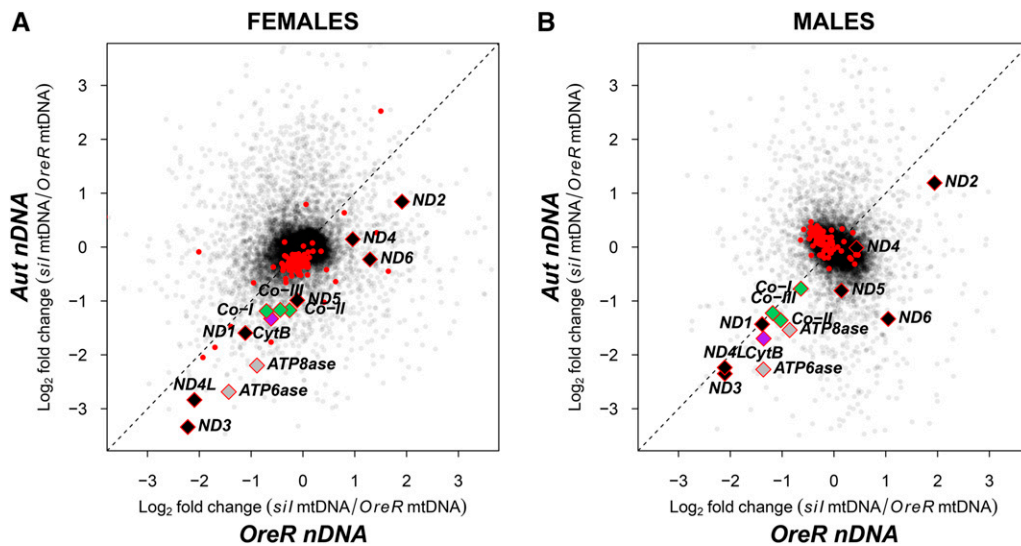 A
FEMALES
Aut nDNA
Log2 fold change (siI mtDNA/OreR mtDNA)
3
2
1
0
−1
−2
−3
ND2
ND4
ND6
Co−III
ND5
Co−I
Co−II
ND1
CytB
ATP8ase
ND4L
ATP6ase
ND3
−3 −2 −1 0 1 2 3
Log2 fold change (siI mtDNA/OreR mtDNA)
OreR nDNA
B
MALES
Aut nDNA
Log2 fold change (siI mtDNA/OreR mtDNA)
3
2
1
0
−1
−2
−3
ND2
ND4
Co−I
ND5
Co−III
ND1
Co−II
ND6
ATP8ase
ND4L
CytB
ATP6ase
ND3
−3 −2 −1 0 1 2 3
Log2 fold change (siI mtDNA/OreR mtDNA)
OreR nDNA